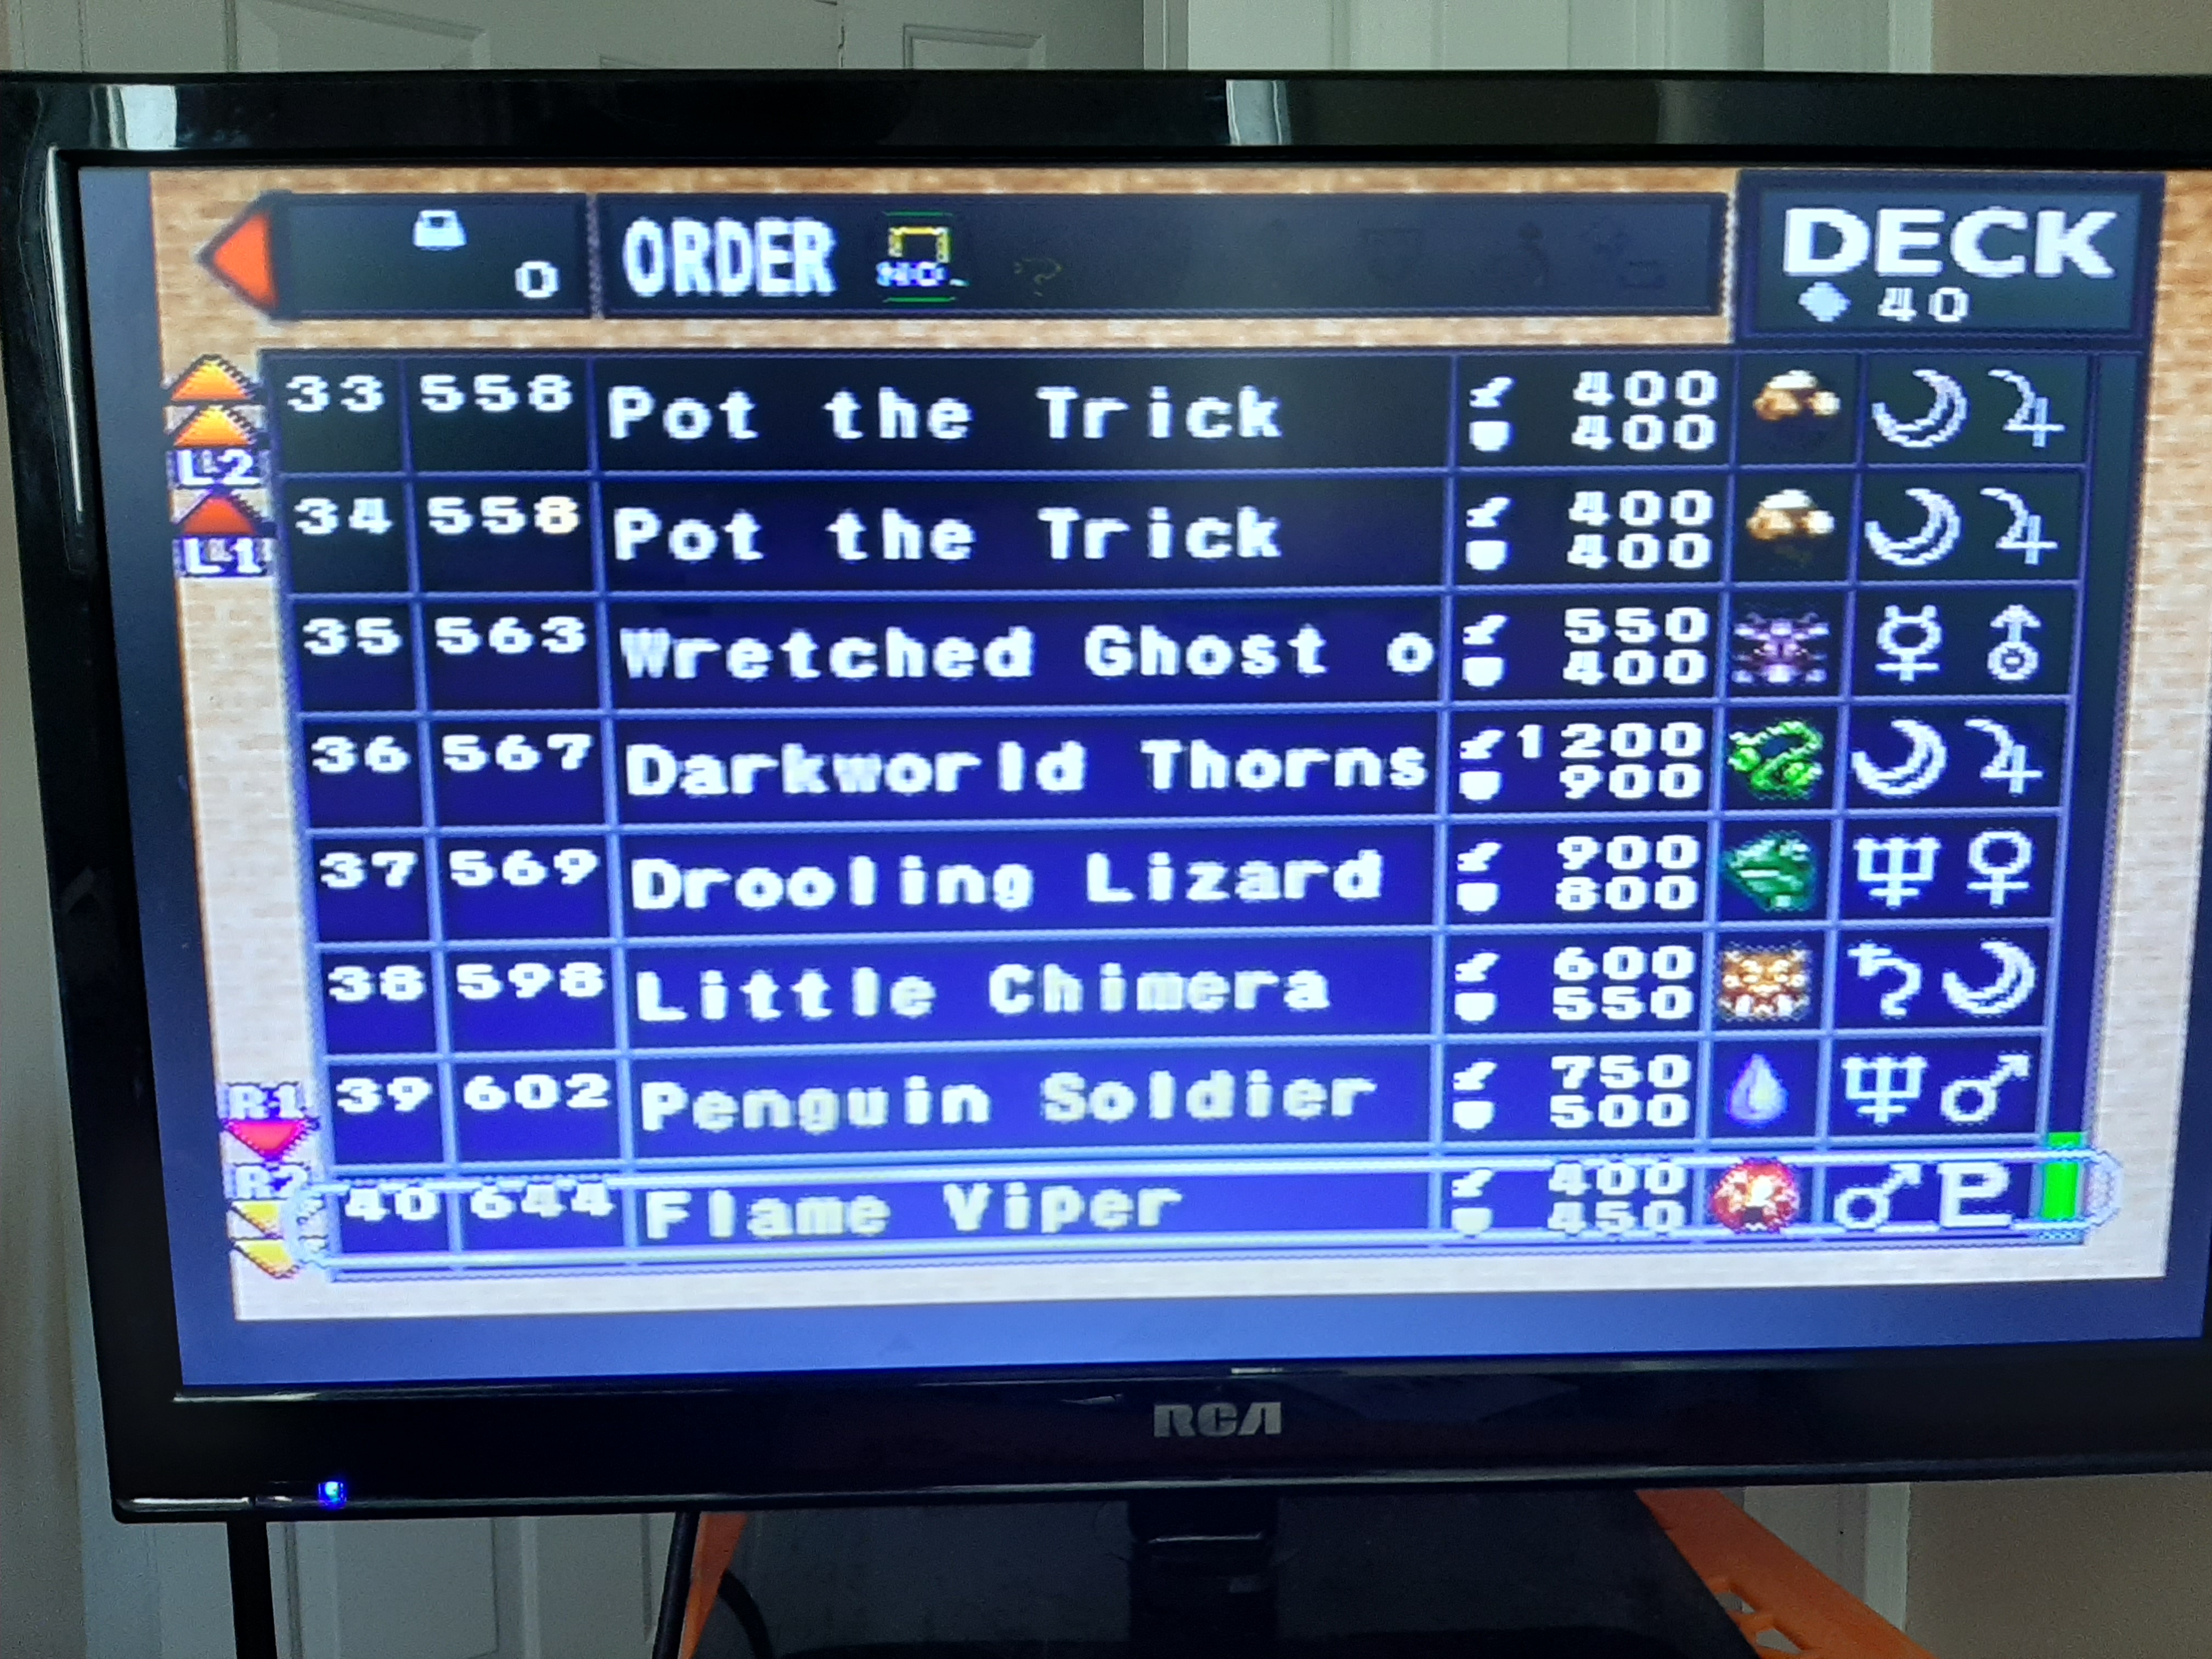 0 ORDER NO. DECK
40
33 558 Pot the Trick 400
400
L2
34 558 Pot the Trick 400
400
L1
35 563 Wretched Ghost o 550
400
36 567 Darkworld Thorns 1200
900
37 569 Drooling Lizard 900
800
38 598 Little Chimera 600
550
39 602 Penguin Soldier 750
500
R1
R2
40 644 Flame Viper 400
450
RCA